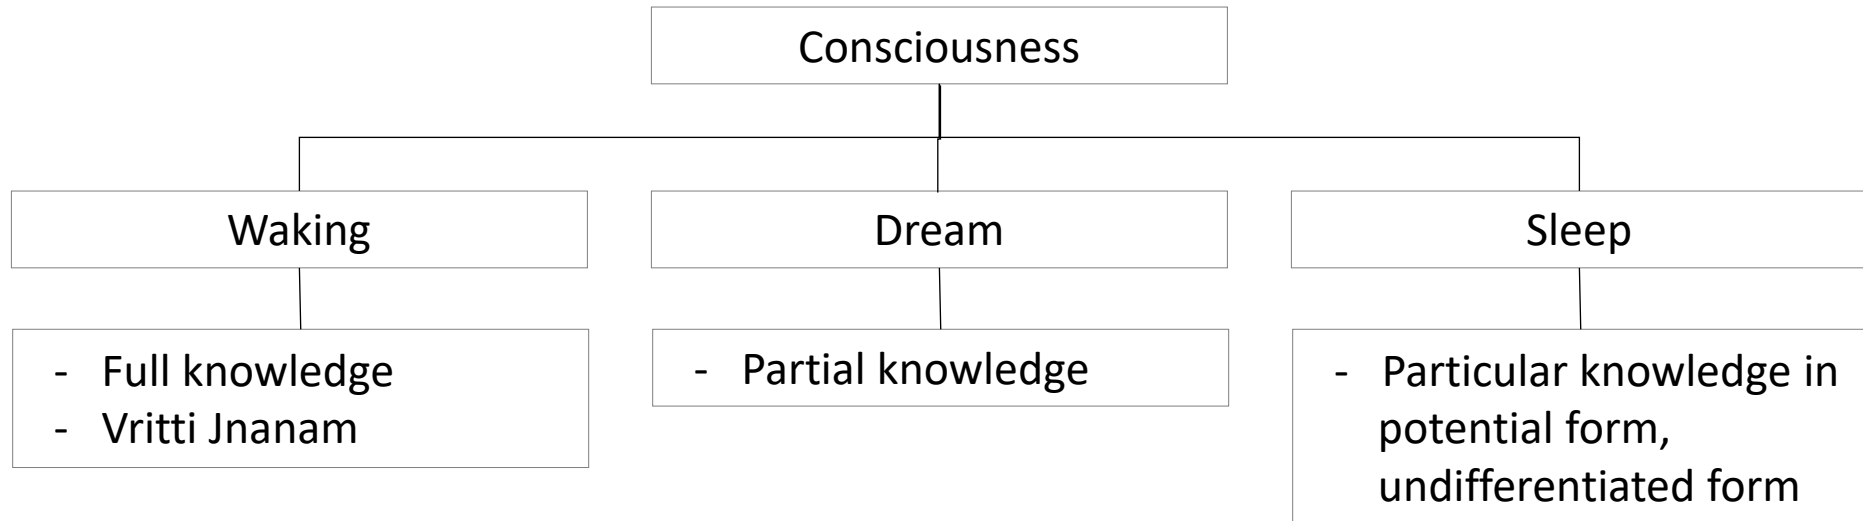 Consciousness
Waking
Dream
Sleep
- Full knowledge
- Vritti Jnanam
- Partial knowledge
- Particular knowledge in
potential form,
undifferentiated form